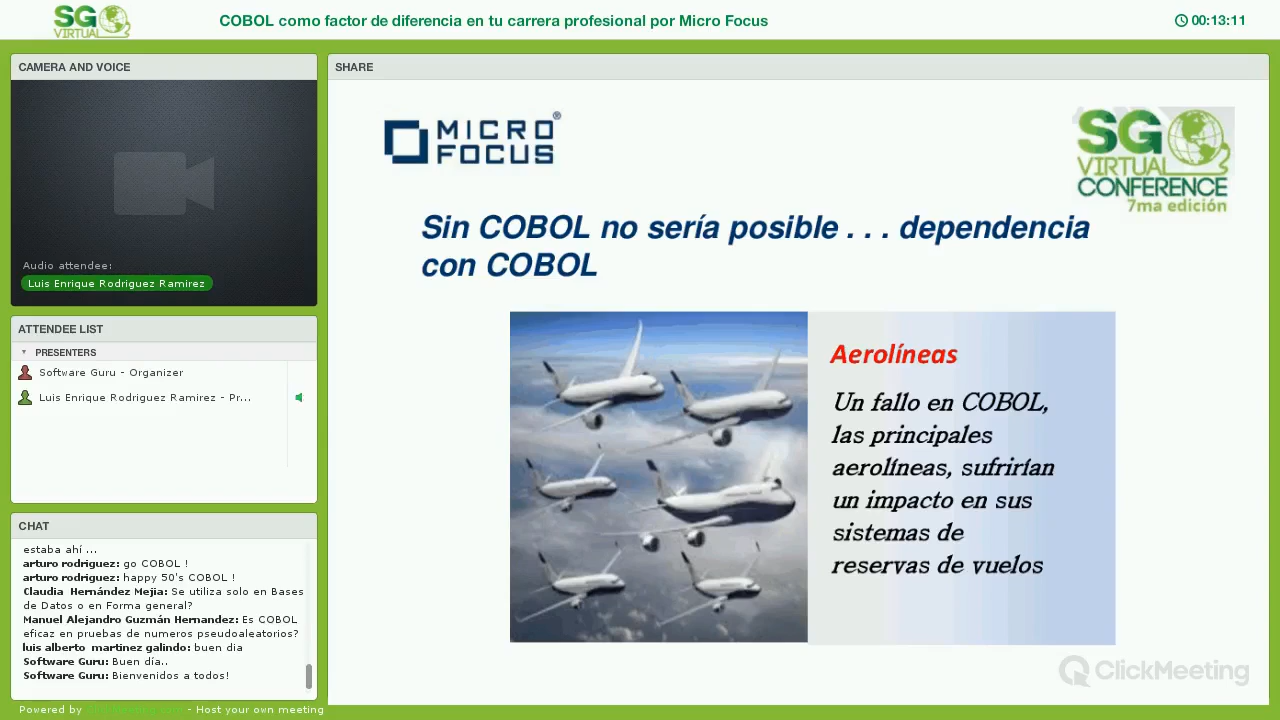 SG
VIRTUAL
COBOL como factor de diferencia en tu carrera profesional por Micro Focus
00:13:11
CAMERA AND VOICE
Audio attendee:
Luis Enrique Rodriguez Ramirez
ATTENDEE LIST
PRESENTERS
Software Guru - Organizer
Luis Enrique Rodriguez Ramirez - Pr...
CHAT
estaba ahí ...
arturo rodriguez: go COBOL !
arturo rodriguez: happy 50's COBOL !
Claudia Hernández Mejia: Se utiliza solo en Bases
de Datos o en Forma general?
Manuel Alejandro Guzmán Hernandez: Es COBOL
eficaz en pruebas de numeros pseudoaleatorios?
luis alberto martinez galindo: buen dia
Software Guru: Buen día..
Software Guru: Bienvenidos a todos!
Powered by ClickMeeting.com - Host your own meeting
SHARE
MICRO
FOCUS®
SG
VIRTUAL
CONFERENCE
7ma edición
Sin COBOL no sería posible . . . dependencia
con COBOL
Aerolíneas
Un fallo en COBOL,
las principales
aerolíneas, sufrirían
un impacto en sus
sistemas de
reservas de vuelos
ClickMeeting